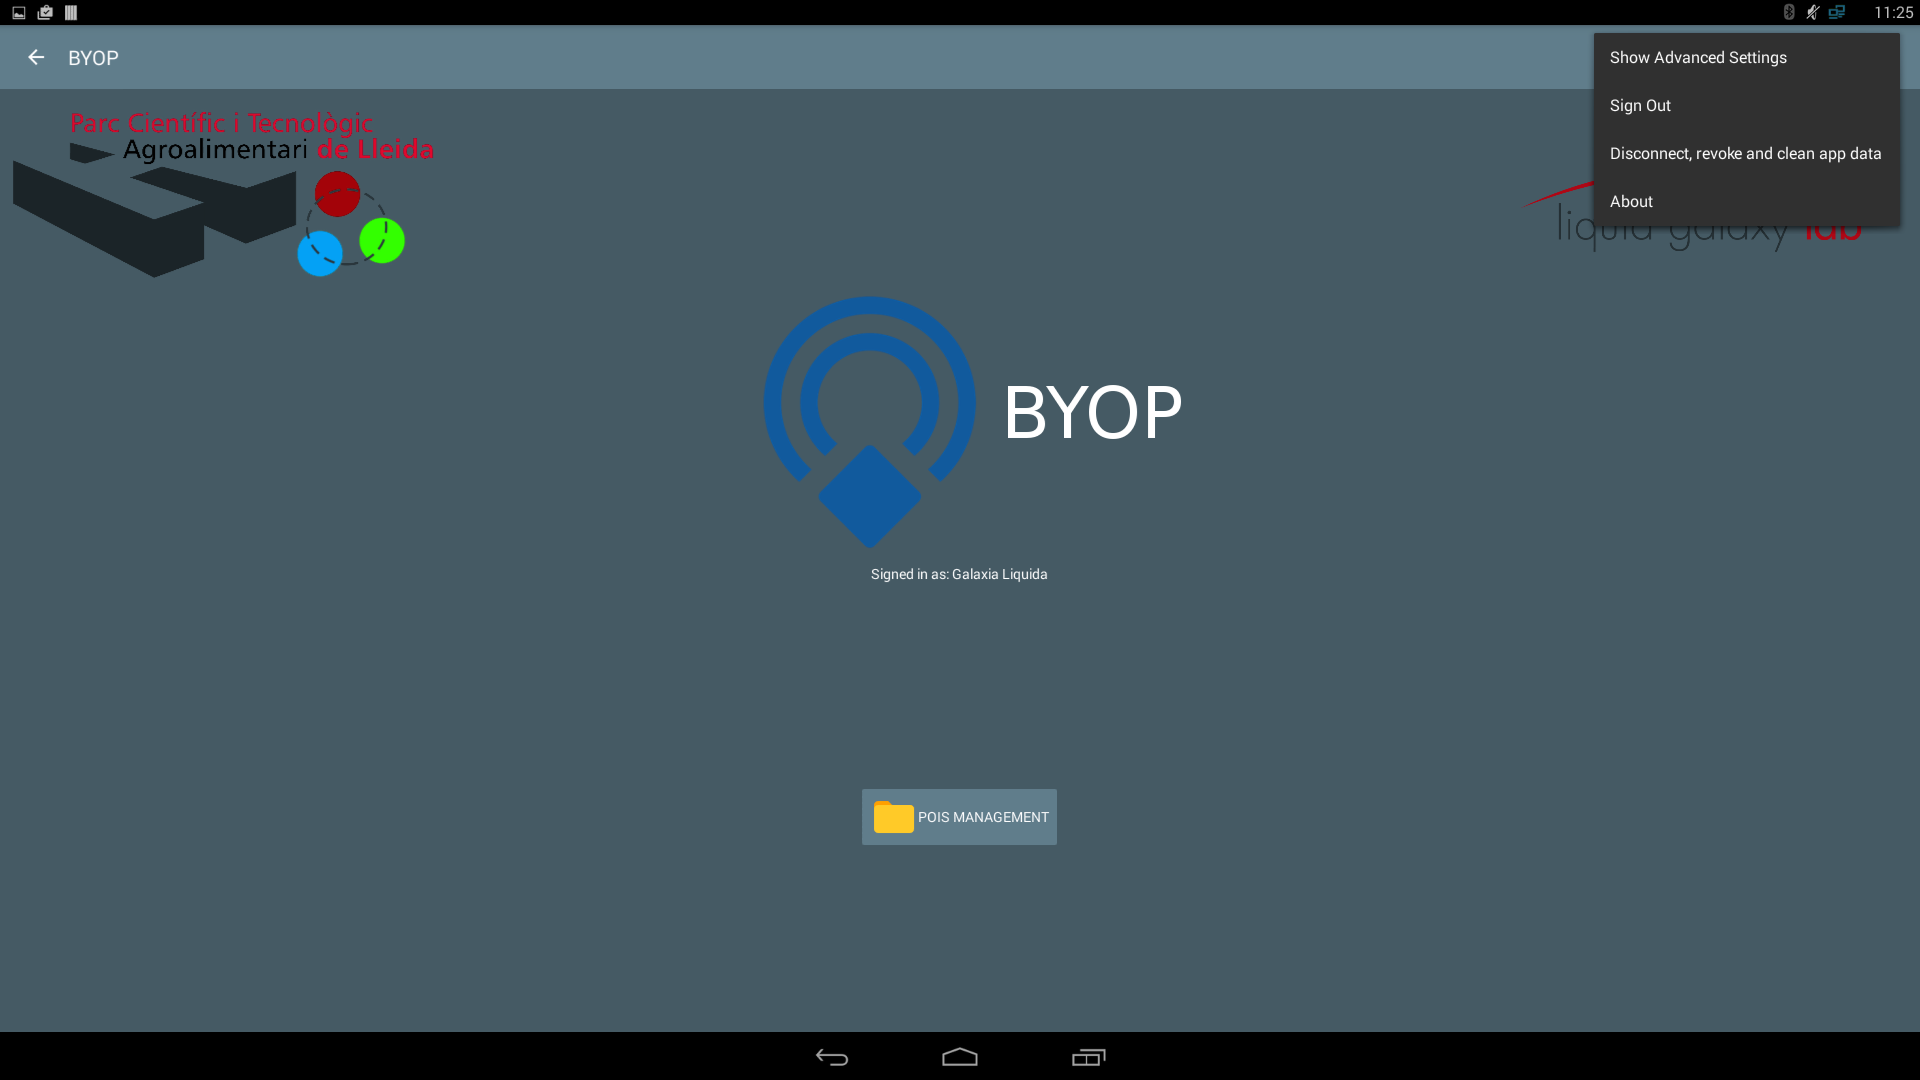 11:25
BYOP
Show Advanced Settings
Sign Out
Disconnect, revoke and clean app data
About
Parc Científic i Tecnològic
Agroalimentari de Lleida
liquid galaxy lab
BYOP
Signed in as: Galaxia Liquida
POIS MANAGEMENT